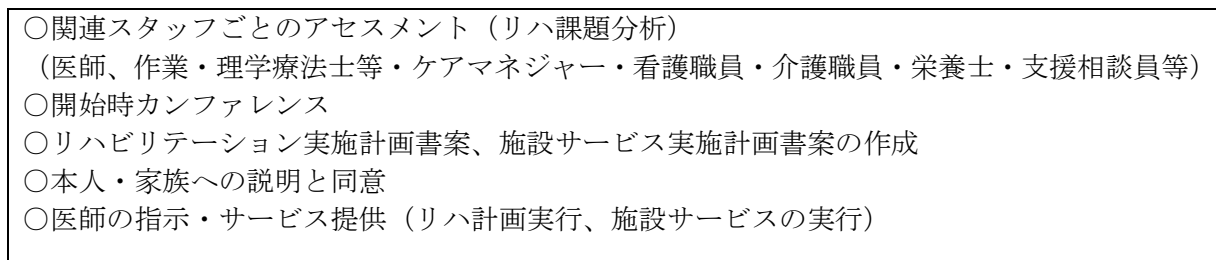 ○関連スタッフごとのアセスメント（リハ課題分析）
（医師、作業・理学療法士等・ケアマネジャー・看護職員・介護職員・栄養士・支援相談員等）
○開始時カンファレンス
○リハビリテーション実施計画書案、施設サービス実施計画書案の作成
○本人・家族への説明と同意
○医師の指示・サービス提供（リハ計画実行、施設サービスの実行）